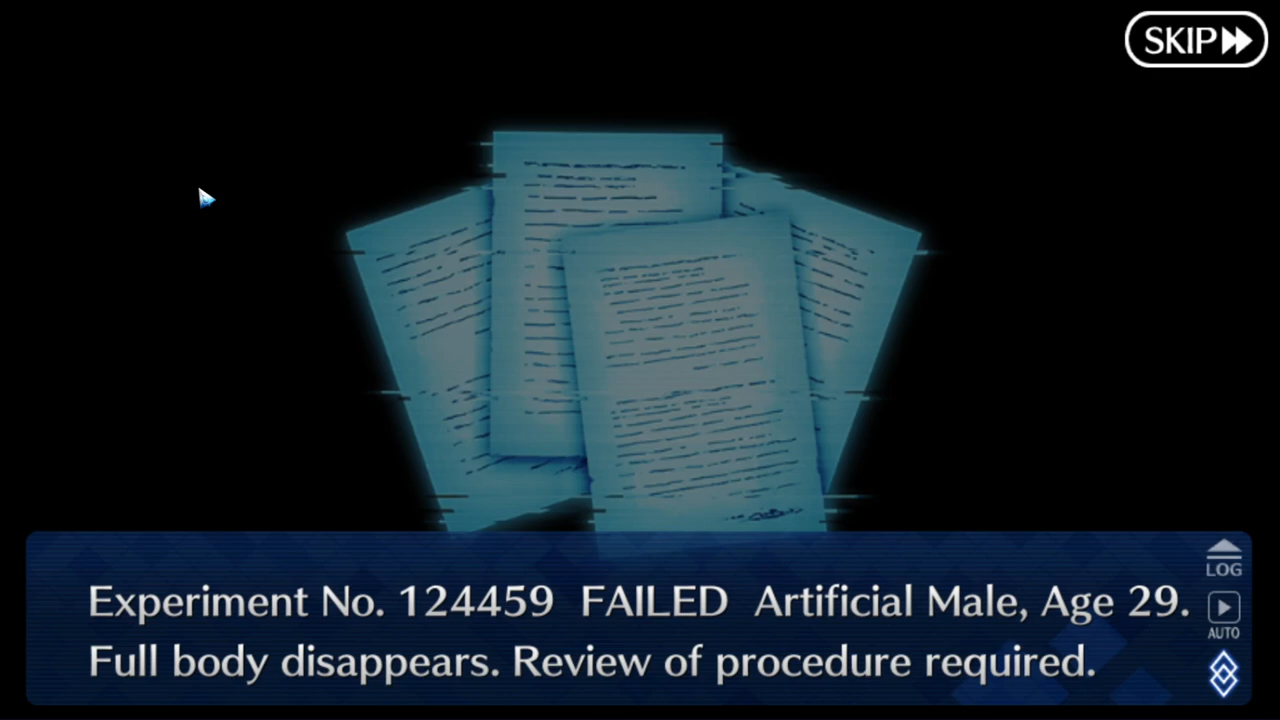 SKIP
Experiment No. 124459 FAILED Artificial Male, Age 29.
Full body disappears. Review of procedure required.
LOG
AUTO